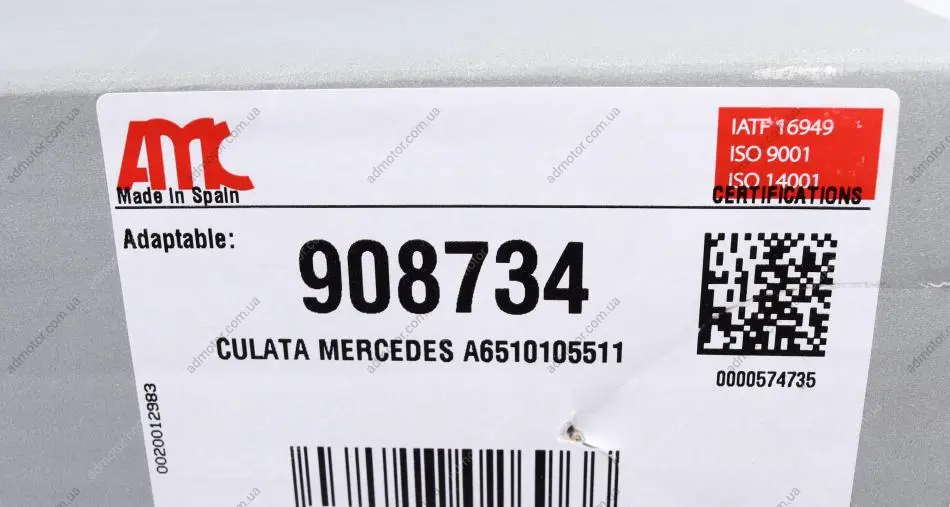 AMC
Made In Spain
IATF 16949
ISO 9001
ISO 14001
CERTIFICATIONS
Adaptable:
908734
CULATA MERCEDES A6510105511
0000574735
0020012983
admotor.com.ua